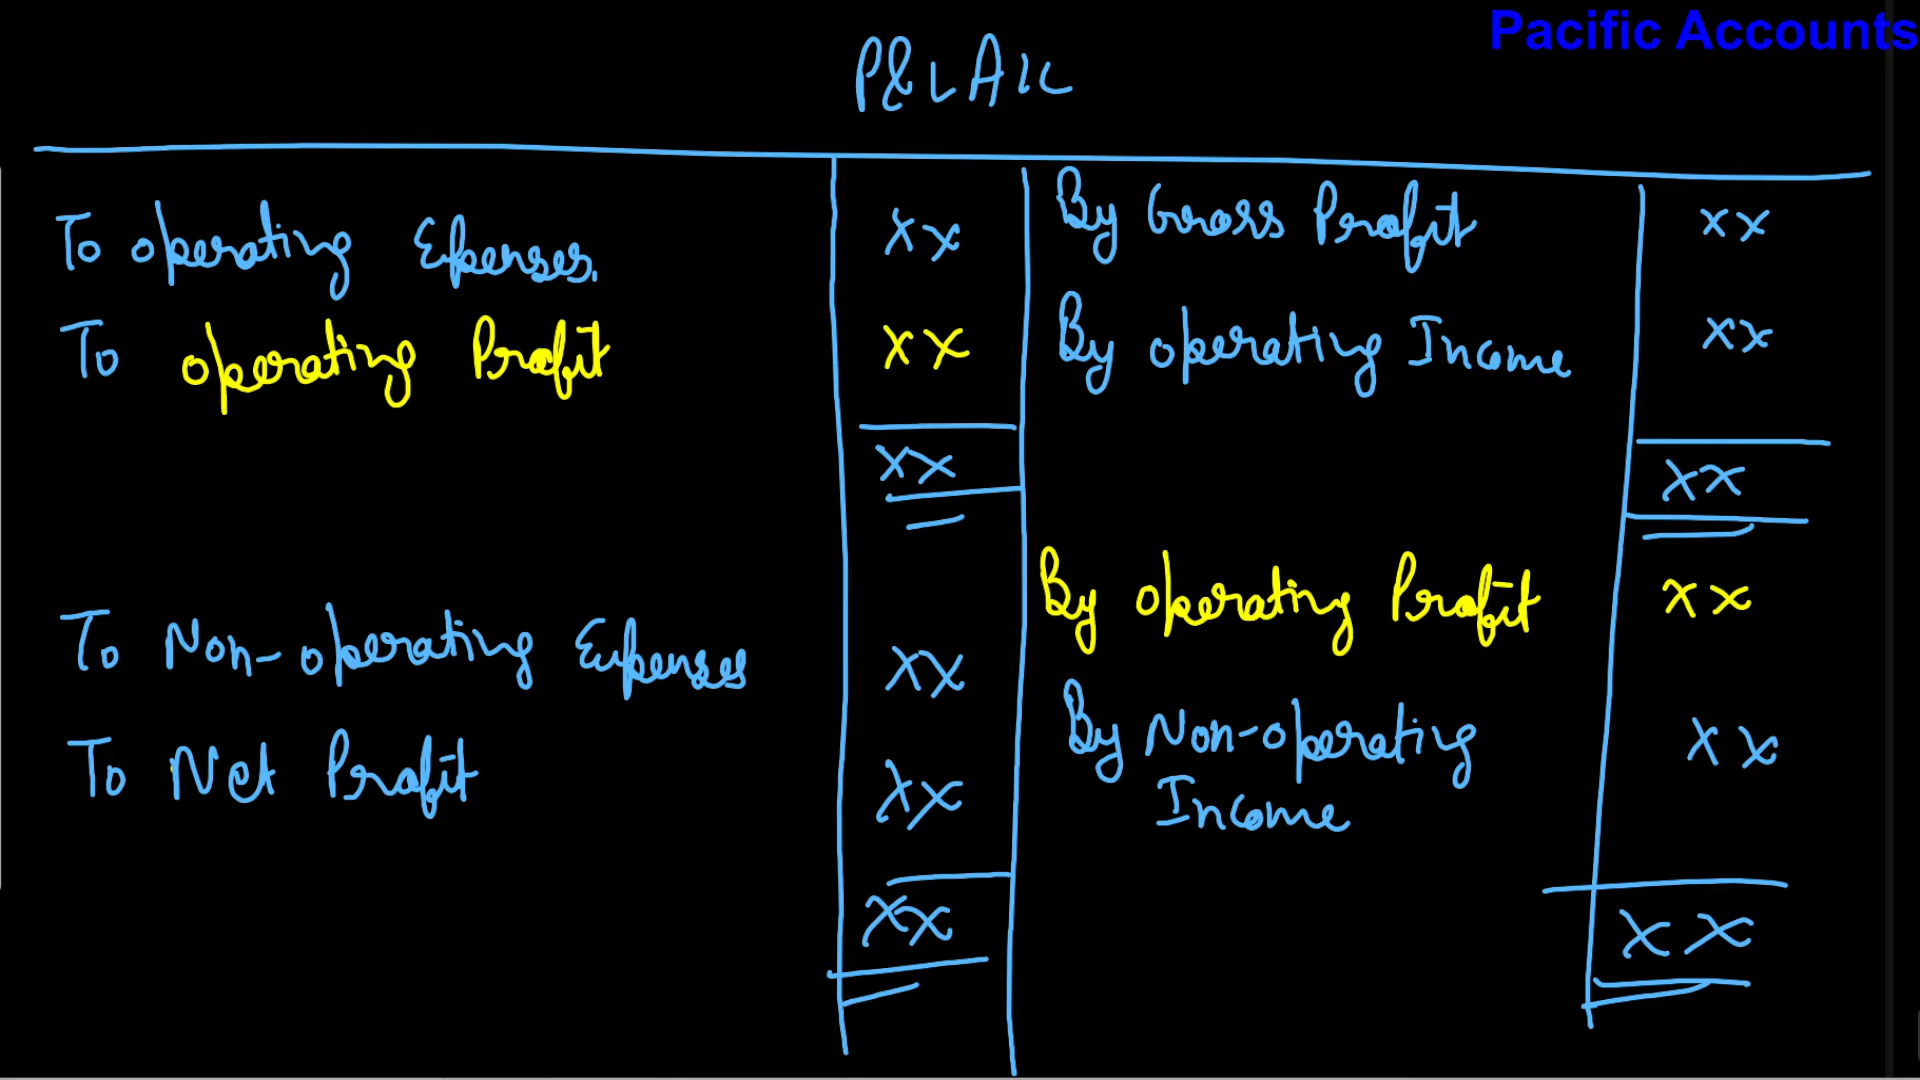 Pacific Accounts
P&L A/c
To operating Expenses. xx By Gross Profit xx
To operating Profit xx By operating Income xx
xx xx
By operating Profit xx
To Non-operating Expenses xx By Non-operating xx
Income
To Net Profit xx
xx xx